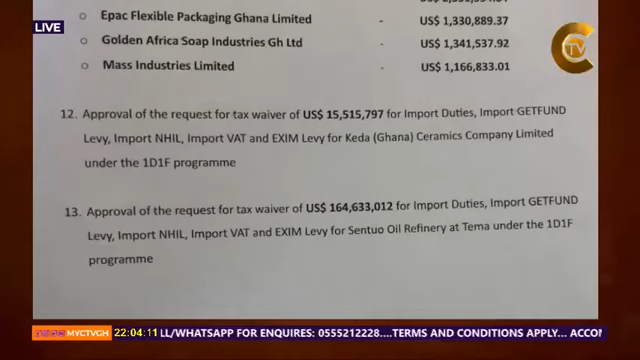 LIVE
Epac Flexible Packaging Ghana Limited - US$ 1,330,889.37
Golden Africa Soap Industries Gh Ltd - US$ 1,341,537.92
Mass Industries Limited - US$ 1,166,833.01
CTV
12. Approval of the request for tax waiver of US$ 15,515,797 for Import Duties, Import GETFUND
Levy, Import NHIL, Import VAT and EXIM Levy for Keda (Ghana) Ceramics Company Limited
under the 1D1F programme
13. Approval of the request for tax waiver of US$ 164,633,012 for Import Duties, Import GETFUND
Levy, Import NHIL, Import VAT and EXIM Levy for Sentuo Oil Refinery at Tema under the 1D1F
programme
MYCTVGH 22:04:11 LL/WHATSAPP FOR ENQUIRES: 0555212228....TERMS AND CONDITIONS APPLY... ACCOM